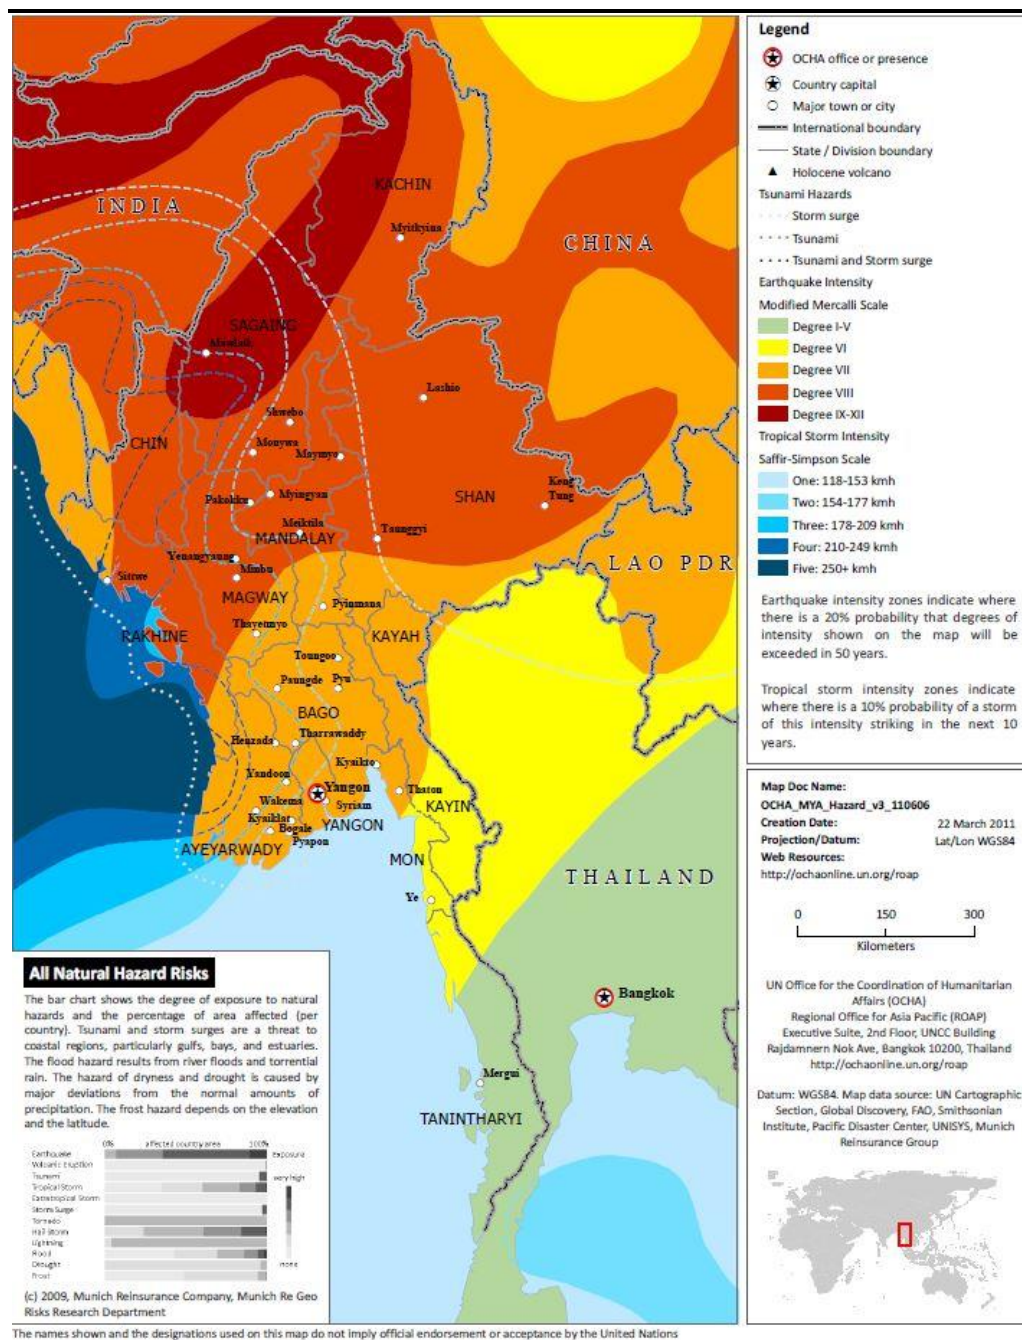 INDIA
KACHIN
Myitkyina
CHINA
SAGAING
Mawlaik
Lashio
Shwebo
CHIN
Monywa
Maymyo
Keng
Tung
SHAN
Pakokku
Myingyan
Meiktila
MANDALAY
Taunggyi
Yenangyaung
LAO PDR
Sittwe
Minbu
MAGWAY
Pyinmana
RAKHINE
Thayetmyo
KAYAH
Toungoo
Paungde
Pyu
BAGO
Henzada
Tharrawaddy
Kyaikto
Yandoon
Yangon
Thaton
Wakema
Syriam
KAYIN
Kyaiklat
Bogale
YANGON
Pyapon
AYEYARWADY
MON
THAILAND
Ye
Bangkok
Mergui
TANINTHARYI
Legend
OCHA office or presence
Country capital
Major town or city
International boundary
State / Division boundary
Holocene volcano
Tsunami Hazards
Storm surge
Tsunami
Tsunami and Storm surge
Earthquake Intensity
Modified Mercalli Scale
Degree I-V
Degree VI
Degree VII
Degree VIII
Degree IX-XII
Tropical Storm Intensity
Saffir-Simpson Scale
One: 118-153 kmh
Two: 154-177 kmh
Three: 178-209 kmh
Four: 210-249 kmh
Five: 250+ kmh
Earthquake intensity zones indicate where
there is a 20% probability that degrees of
intensity shown on the map will be
exceeded in 50 years.
Tropical storm intensity zones indicate
where there is a 10% probability of a storm
of this intensity striking in the next 10
years.
Map Doc Name:
OCHA_MYA_Hazard_v3_110606
Creation Date: 22 March 2011
Projection/Datum: Lat/Lon WGS84
Web Resources:
http://ochaonline.un.org/roap
0 150 300
Kilometers
UN Office for the Coordination of Humanitarian
Affairs (OCHA)
Regional Office for Asia Pacific (ROAP)
Executive Suite, 2nd Floor, UNCC Building
Rajdamnern Nok Ave, Bangkok 10200, Thailand
http://ochaonline.un.org/roap
Datum: WGS84. Map data source: UN Cartographic
Section, Global Discovery, FAO, Smithsonian
Institute, Pacific Disaster Center, UNISYS, Munich
Reinsurance Group
All Natural Hazard Risks
The bar chart shows the degree of exposure to natural
hazards and the percentage of area affected (per
country). Tsunami and storm surges are a threat to
coastal regions, particularly gulfs, bays, and estuaries.
The flood hazard results from river floods and torrential
rain. The hazard of dryness and drought is caused by
major deviations from the normal amounts of
precipitation. The frost hazard depends on the elevation
and the latitude.
0% affected country area 100%
Earthquake
exposure
Volcanic Eruption
Tsunami
very high
Tropical Storm
Extratropical Storm
Storm Surge
Tornado
Hail Storm
Lightning
Flood
Drought
none
Frost
(c) 2009, Munich Reinsurance Company, Munich Re Geo
Risks Research Department
The names shown and the designations used on this map do not imply official endorsement or acceptance by the United Nations